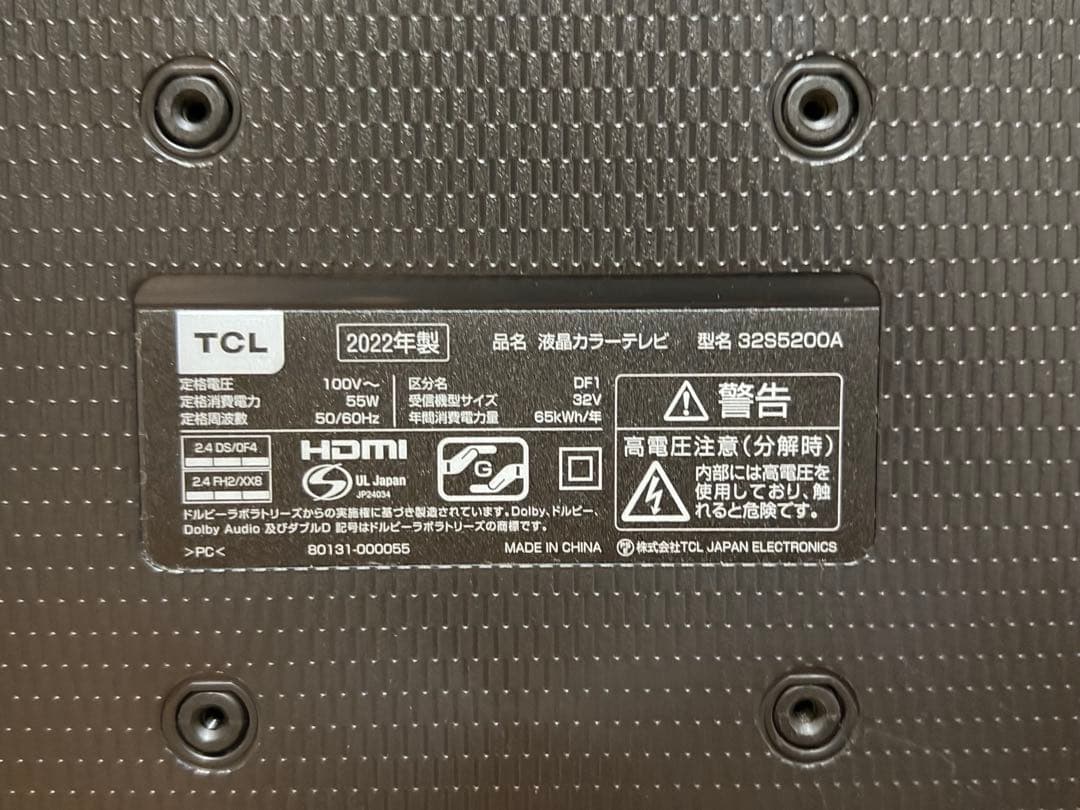 TCL
2022年製
品名 液晶カラーテレビ 型名 32S5200A
定格電圧 100V～
定格消費電力 55W
定格周波数 50/60Hz
区分名 DF1
受信機型サイズ 32V
年間消費電力量 65kWh/年
警告
高電圧注意(分解時)
内部には高電圧を
使用しており、触
れると危険です。
2.4 DS/OF4
2.4 FH2/XX8
HDMI
S
UL Japan
JP24034
G
ドルビーラボラトリーズからの実施権に基づき製造されています。Dolby、ドルビー、
Dolby Audio 及びダブルD 記号はドルビーラボラトリーズの商標です。
>PC< 80131-000055 MADE IN CHINA 株式会社TCL JAPAN ELECTRONICS